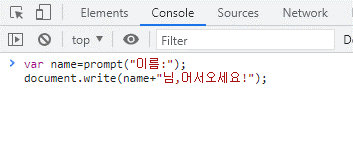 Elements Console Sources Network
top Filter
var name=prompt("이름:");
document.write(name+"님,어서오세요!");